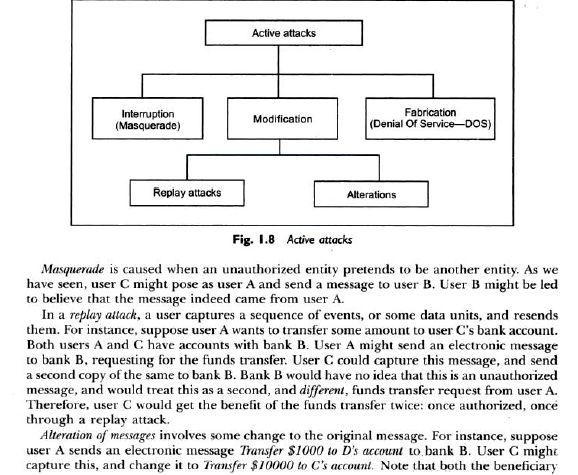 Active attacks
Interruption
(Masquerade)
Modification
Fabrication
(Denial Of Service—DOS)
Replay attacks
Alterations
Fig. 1.8 Active attacks
Masquerade is caused when an unauthorized entity pretends to be another entity. As we
have seen, user C might pose as user A and send a message to user B. User B might be led
to believe that the message indeed came from user A.
In a replay attack, a user captures a sequence of events, or some data units, and resends
them. For instance, suppose user A wants to transfer some amount to user C's bank account.
Both users A and C have accounts with bank B. User A might send an electronic message
to bank B, requesting for the funds transfer. User C could capture this message, and send
a second copy of the same to bank B. Bank B would have no idea that this is an unauthorized
message, and would treat this as a second, and different, funds transfer request from user A.
Therefore, user C would get the benefit of the funds transfer twice: once authorized, once
through a replay attack.
Alteration of messages involves some change to the original message. For instance, suppose
user A sends an electronic message Transfer $1000 to D's account to bank B. User C might
capture this, and change it to Transfer $10000 to C's account. Note that both the beneficiary